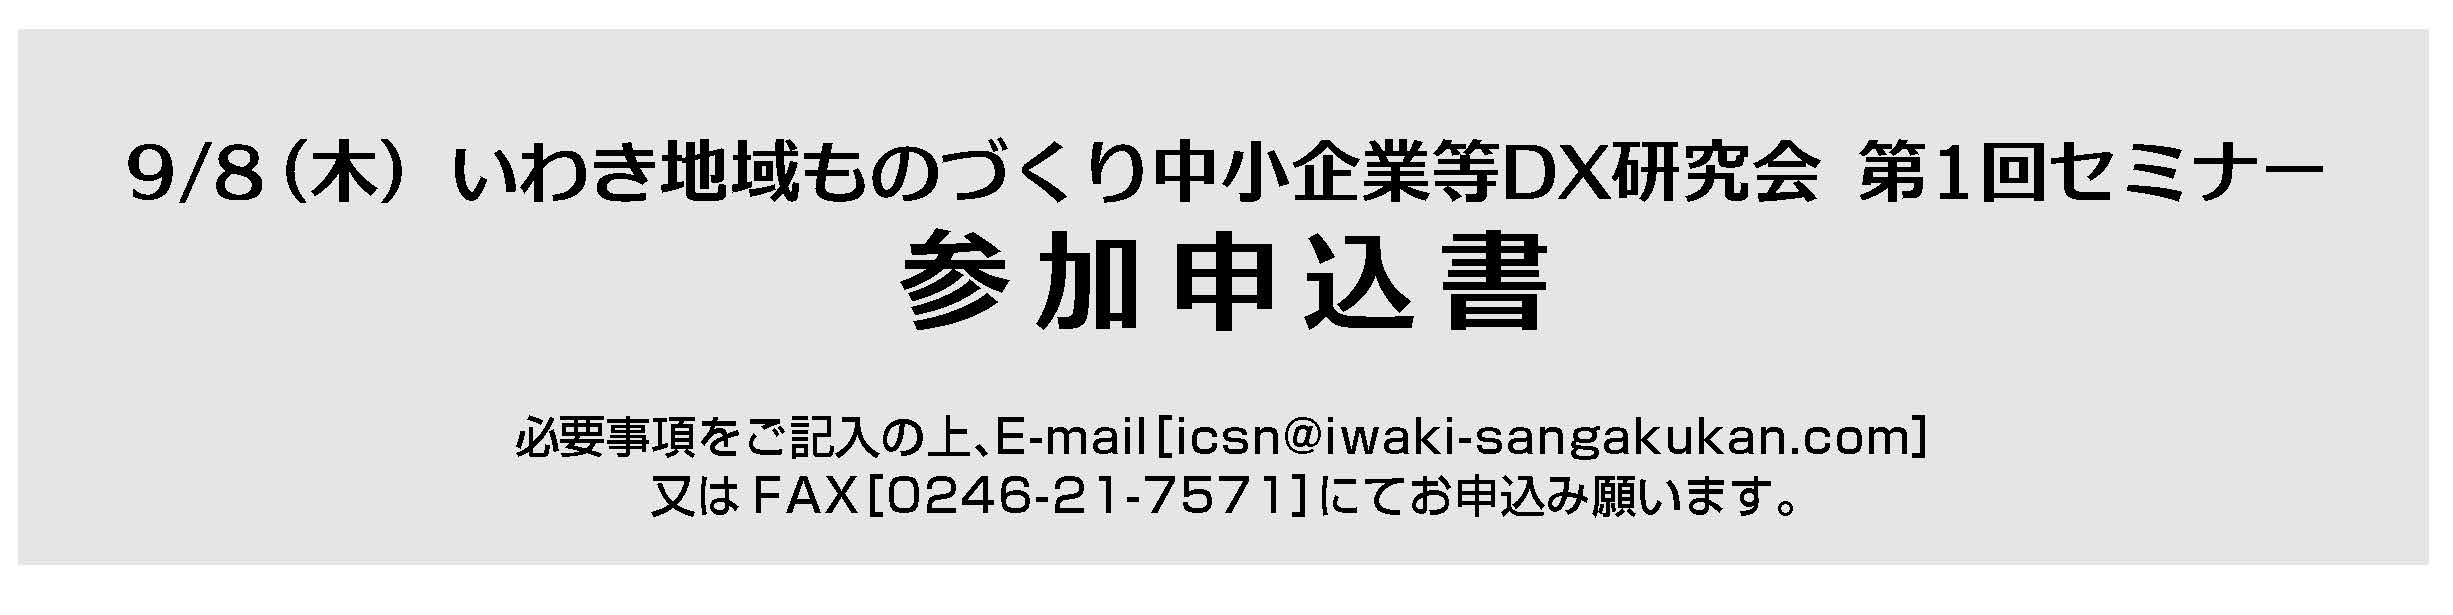 9/8（木） いわき地域ものづくり中小企業等DX研究会 第1回セミナー
参加申込書
必要事項をご記入の上、E-mail[icsn@iwaki-sangakukan.com]
又は FAX[0246-21-7571]にてお申込み願います。